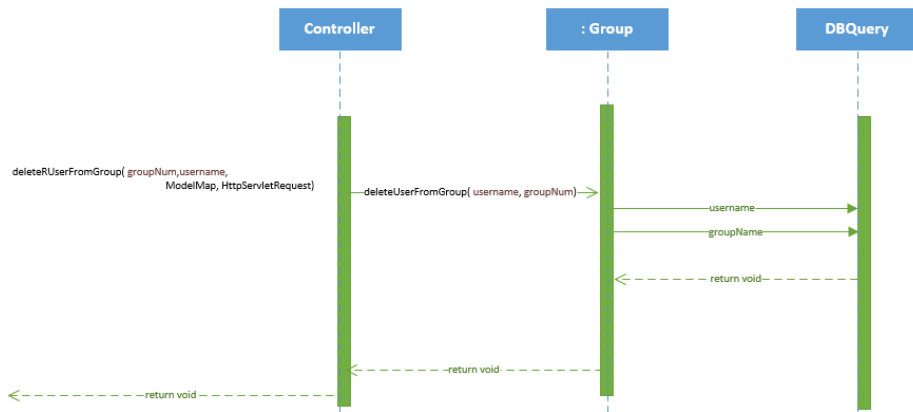 Controller
: Group
DBQuery
deleteRUserFromGroup( groupNum,username,
ModelMap, HttpServletRequest)
deleteUserFromGroup( username, groupNum)
username
groupName
return void
return void
return void